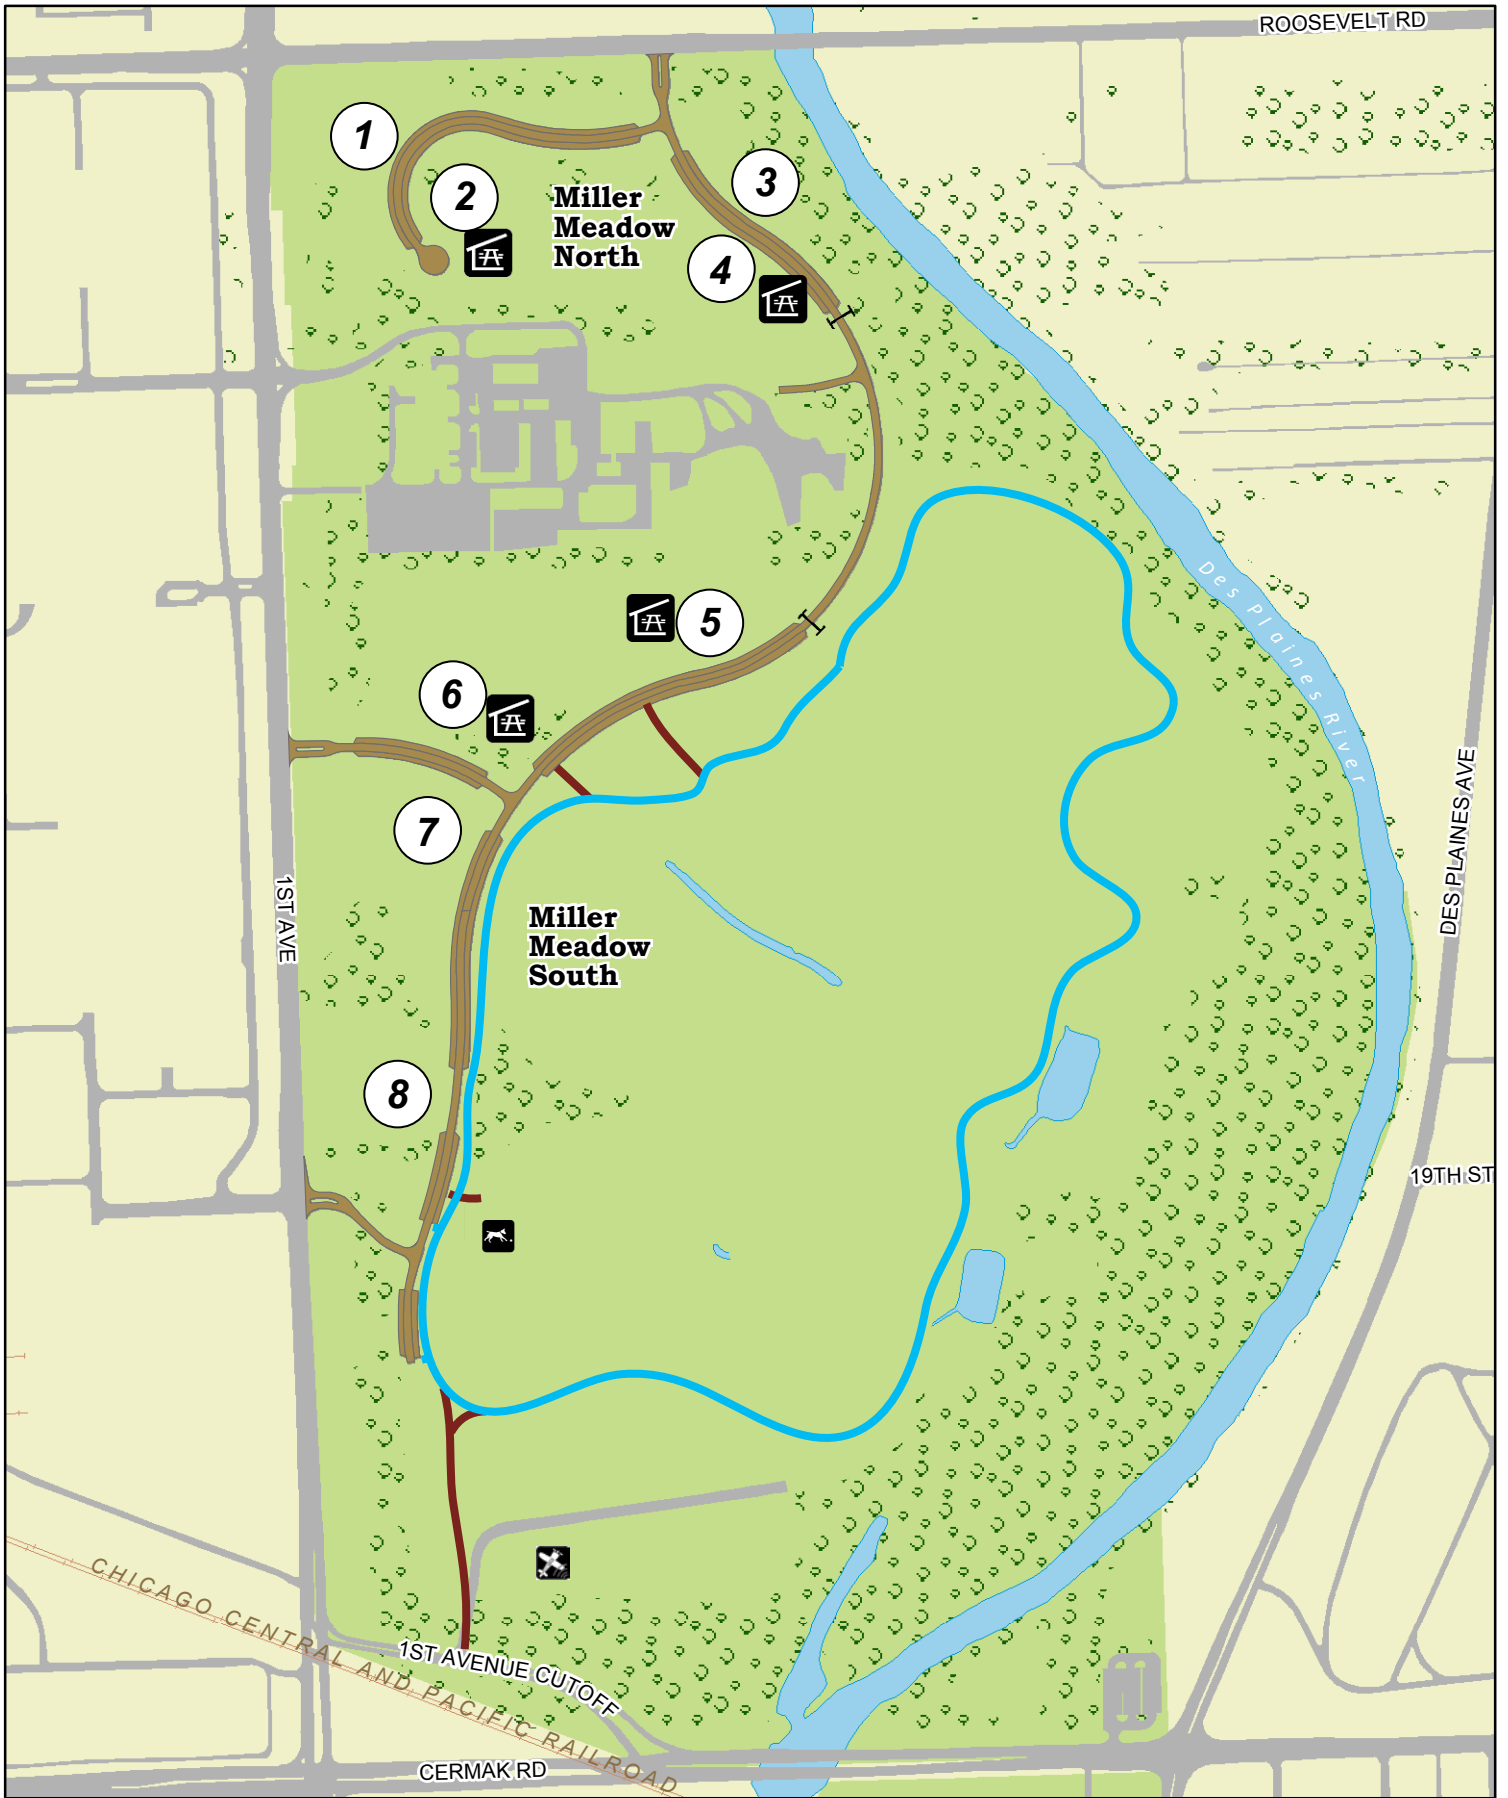 ROOSEVELT RD
1
2
Miller
Meadow
North
3
4
Des Plaines River
5
6
7
DES PLAINES AVE
1ST AVE
Miller
Meadow
South
8
19TH ST
CHICAGO CENTRAL AND PACIFIC RAILROAD
1ST AVENUE CUTOFF
CERMAK RD